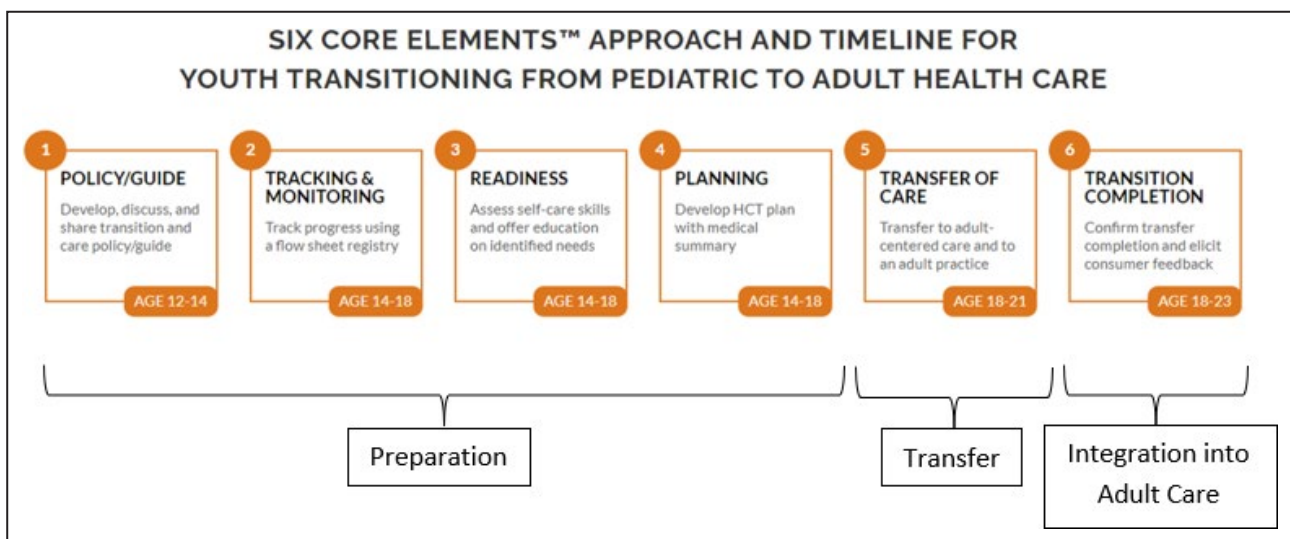 SIX CORE ELEMENTS™ APPROACH AND TIMELINE FOR
YOUTH TRANSITIONING FROM PEDIATRIC TO ADULT HEALTH CARE
1
POLICY/GUIDE
Develop, discuss, and
share transition and
care policy/guide
AGE 12-14
2
TRACKING &
MONITORING
Track progress using
a flow sheet registry
AGE 14-18
3
READINESS
Assess self-care skills
and offer education
on identified needs
AGE 14-18
4
PLANNING
Develop HCT plan
with medical
summary
AGE 14-18
5
TRANSFER OF
CARE
Transfer to adult-
centered care and to
an adult practice
AGE 18-21
6
TRANSITION
COMPLETION
Confirm transfer
completion and elicit
consumer feedback
AGE 18-23
Preparation
Transfer
Integration into
Adult Care